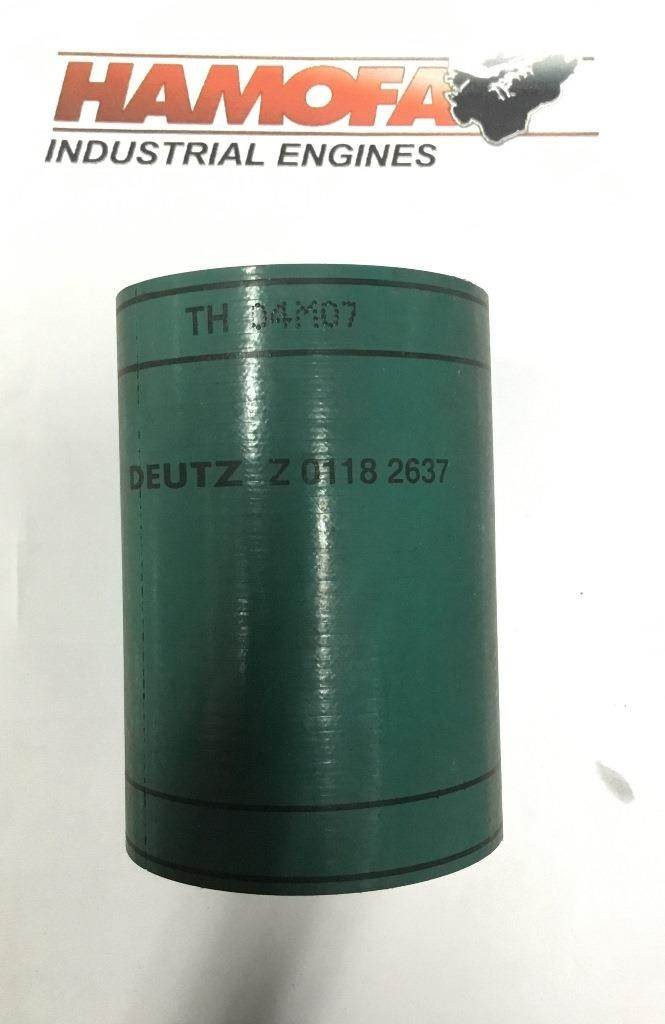 HAMOFA
INDUSTRIAL ENGINES
TH 04M07
DEUTZ Z 0118 2637